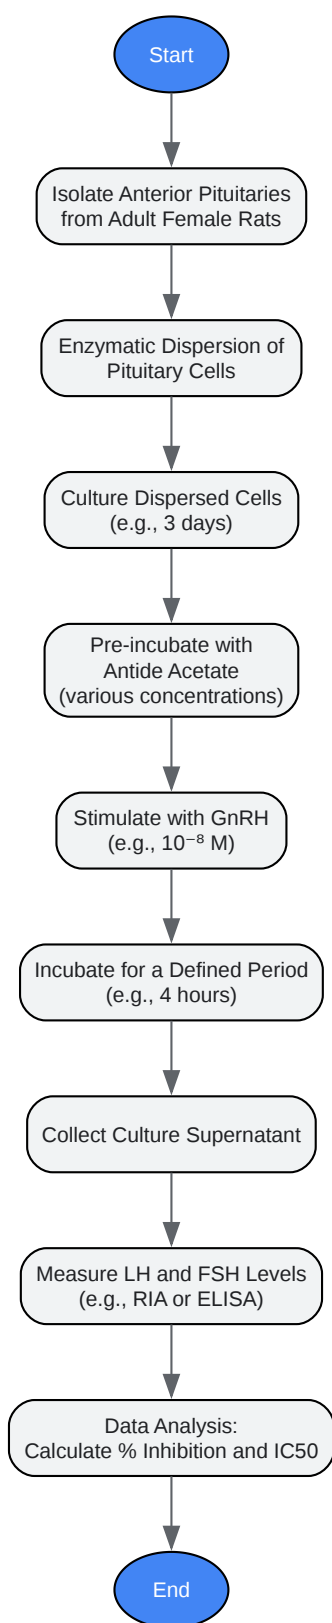 Start
Isolate Anterior Pituitaries
from Adult Female Rats
Enzymatic Dispersion of
Pituitary Cells
Culture Dispersed Cells
(e.g., 3 days)
Pre-incubate with
Antide Acetate
(various concentrations)
Stimulate with GnRH
(e.g., 10⁻⁸ M)
Incubate for a Defined Period
(e.g., 4 hours)
Collect Culture Supernatant
Measure LH and FSH Levels
(e.g., RIA or ELISA)
Data Analysis:
Calculate % Inhibition and IC50
End